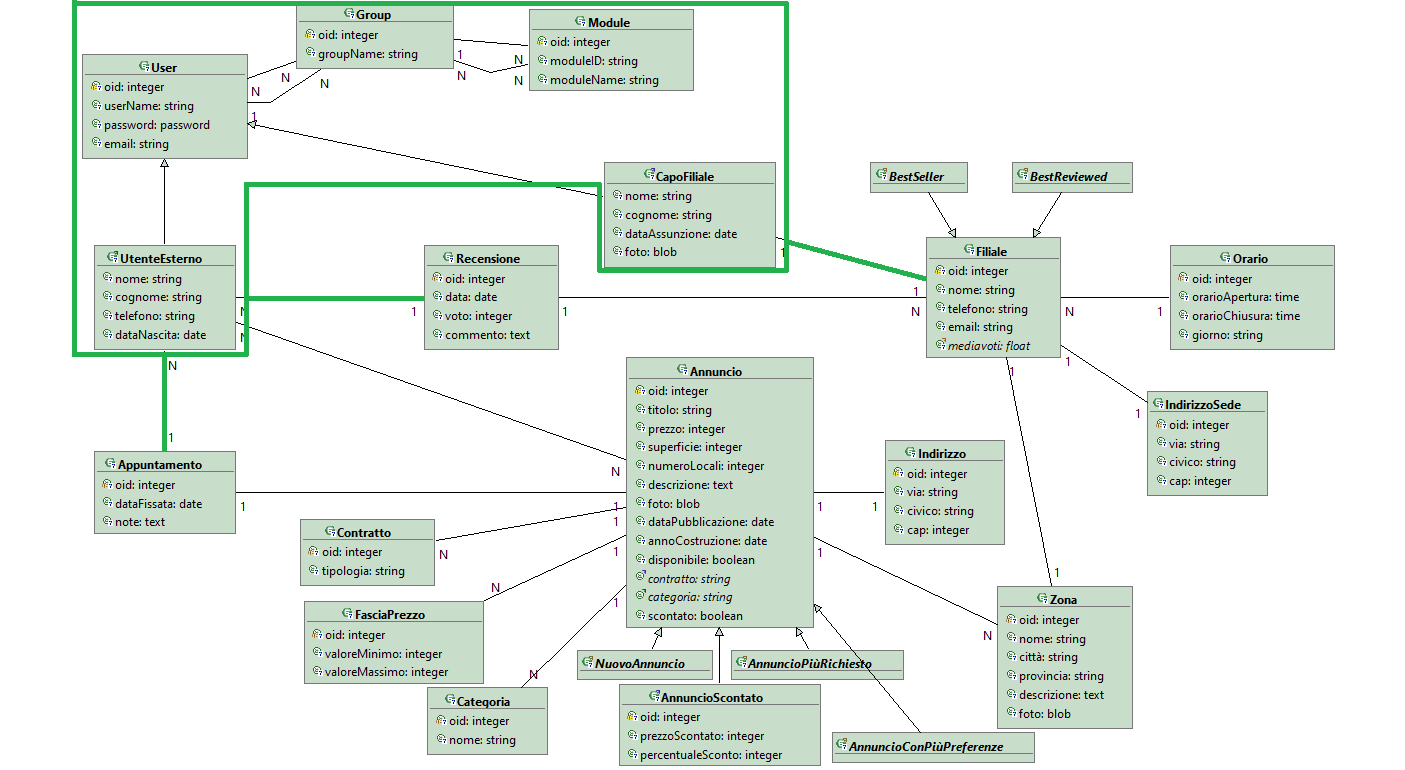 Group
oid: integer
groupName: string
Module
oid: integer
moduleID: string
moduleName: string
1
N
N
N
User
oid: integer
userName: string
password: password
email: string
N
N
N
1
CapoFiliale
nome: string
cognome: string
dataAssunzione: date
foto: blob
1
BestSeller
BestReviewed
UtenteEsterno
nome: string
cognome: string
telefono: string
dataNascita: date
N
N
N
Recensione
oid: integer
data: date
voto: integer
commento: text
1
1
Filiale
oid: integer
nome: string
telefono: string
email: string
mediavoti: float
1
N
N
1
1
Orario
oid: integer
orarioApertura: time
orarioChiusura: time
giorno: string
1
Annuncio
oid: integer
titolo: string
prezzo: integer
superficie: integer
numeroLocali: integer
descrizione: text
foto: blob
dataPubblicazione: date
annoCostruzione: date
disponibile: boolean
contratto: string
categoria: string
scontato: boolean
N
1
1
1
1
1
1
IndirizzoSede
oid: integer
via: string
civico: string
cap: integer
1
Appuntamento
oid: integer
dataFissata: date
note: text
1
1
Indirizzo
oid: integer
via: string
civico: string
cap: integer
1
Contratto
oid: integer
tipologia: string
N
FasciaPrezzo
oid: integer
valoreMinimo: integer
valoreMassimo: integer
N
Categoria
oid: integer
nome: string
N
Zona
oid: integer
nome: string
città: string
provincia: string
descrizione: text
foto: blob
1
N
NuovoAnnuncio
AnnuncioPiùRichiesto
AnnuncioScontato
oid: integer
prezzoScontato: integer
percentualeSconto: integer
AnnuncioConPiùPreferenze